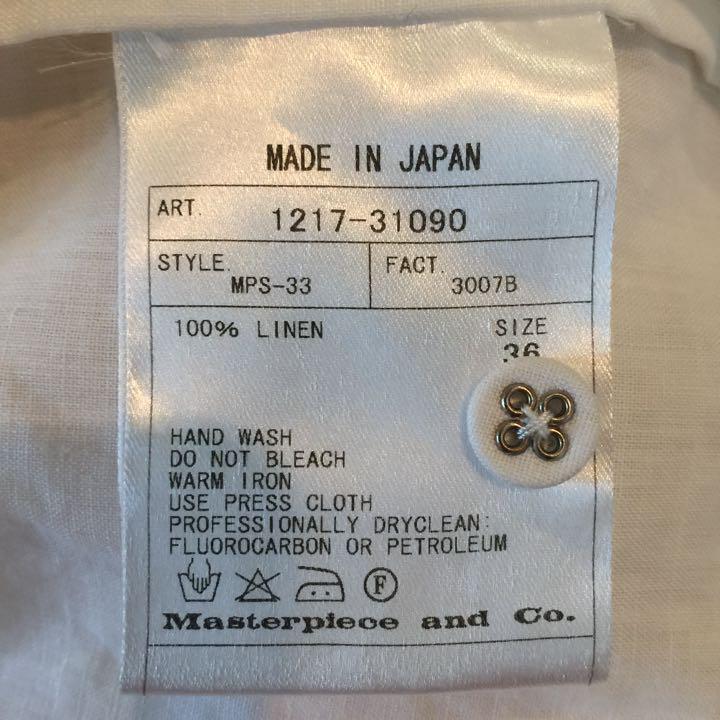 MADE IN JAPAN
ART. 1217-31090
STYLE. MPS-33
FACT. 3007B
100% LINEN
SIZE
36
HAND WASH
DO NOT BLEACH
WARM IRON
USE PRESS CLOTH
PROFESSIONALLY DRYCLEAN:
FLUOROCARBON OR PETROLEUM
F
Masterpiece and Co.